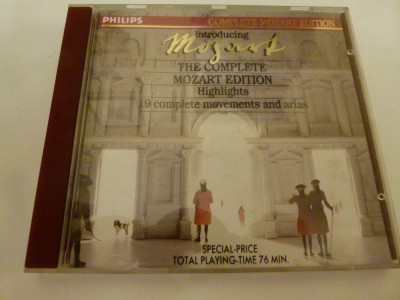 PHILIPS
COMPLETE MOZART EDITION
introducing
Mozart
THE COMPLETE
MOZART EDITION
Highlights
19 complete movements and arias
SPECIAL-PRICE
TOTAL PLAYING-TIME 76 MIN.